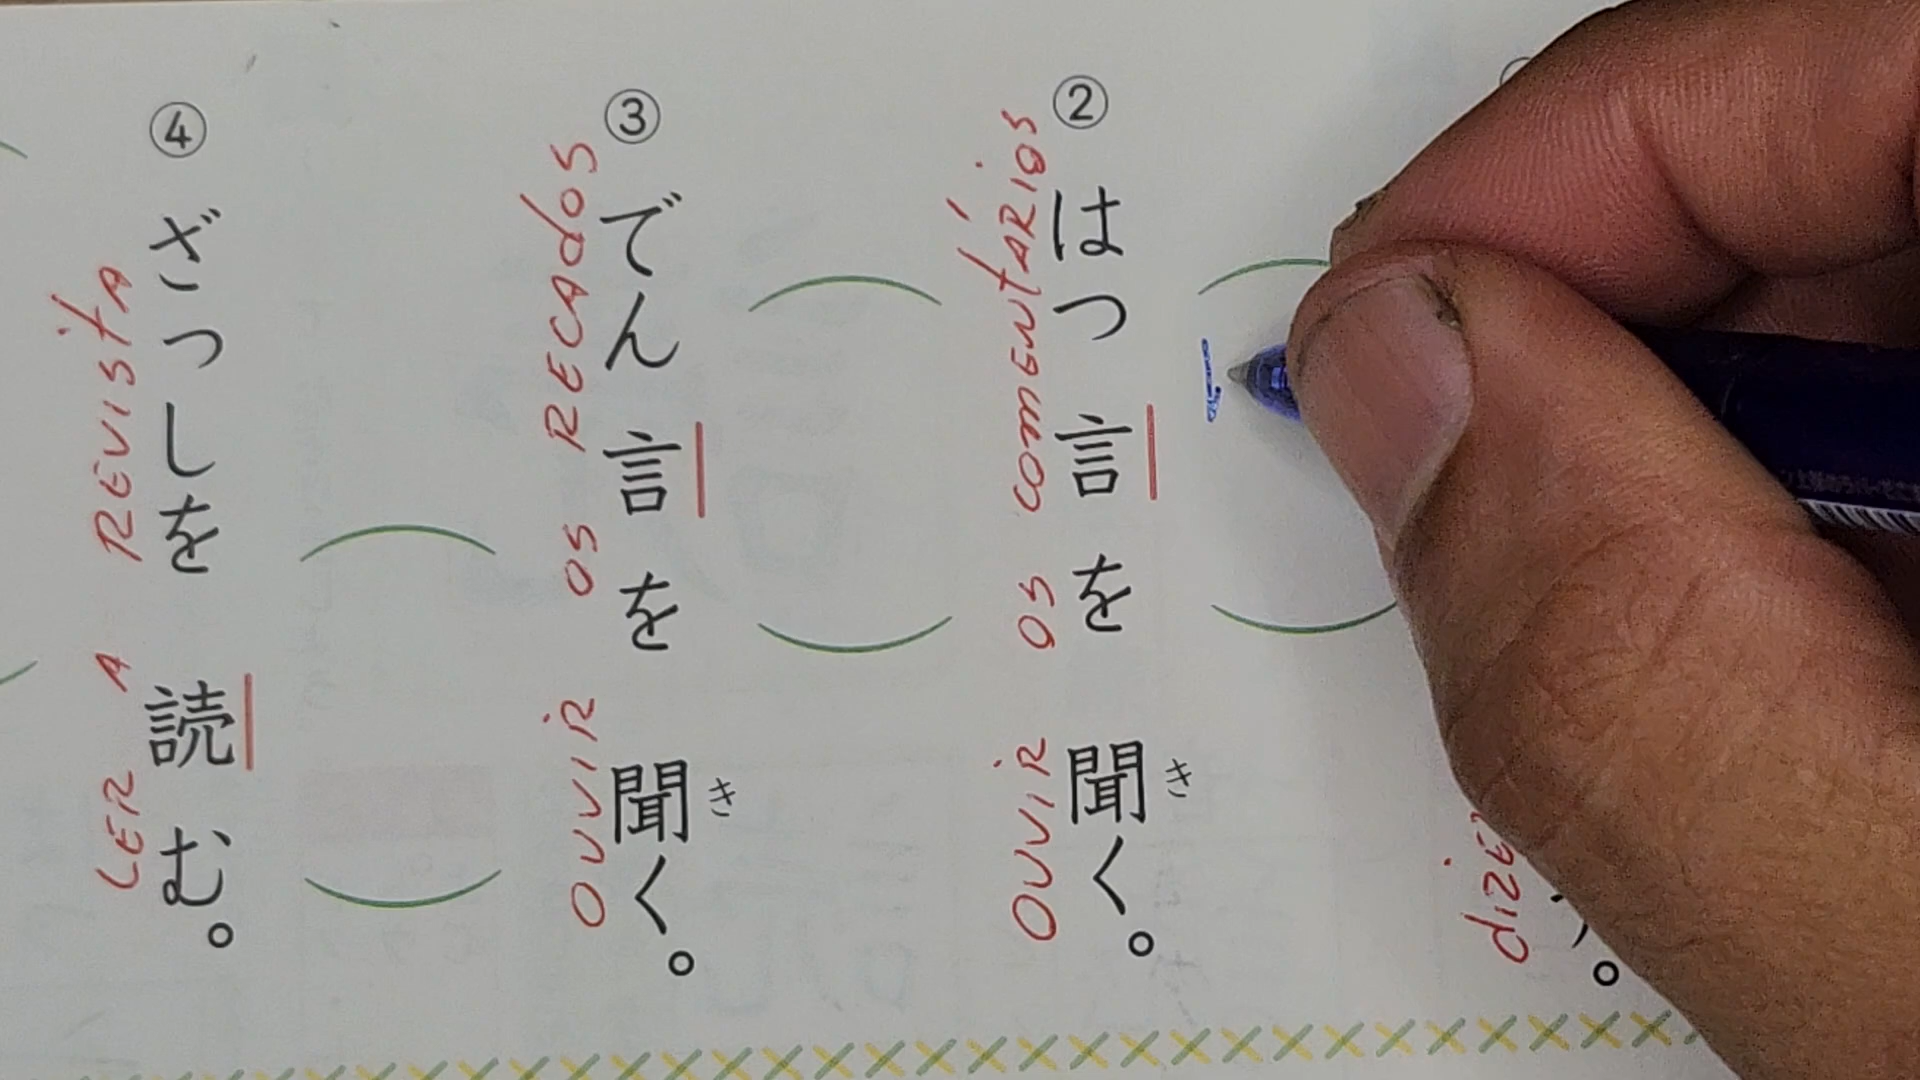 ② はつ言を聞く。
き
OUVIR OS COMENTÁRIOS
③ でん言を聞く。
き
OUVIR OS RECADOS
④ ざっしを読む。
LER A REVISTA